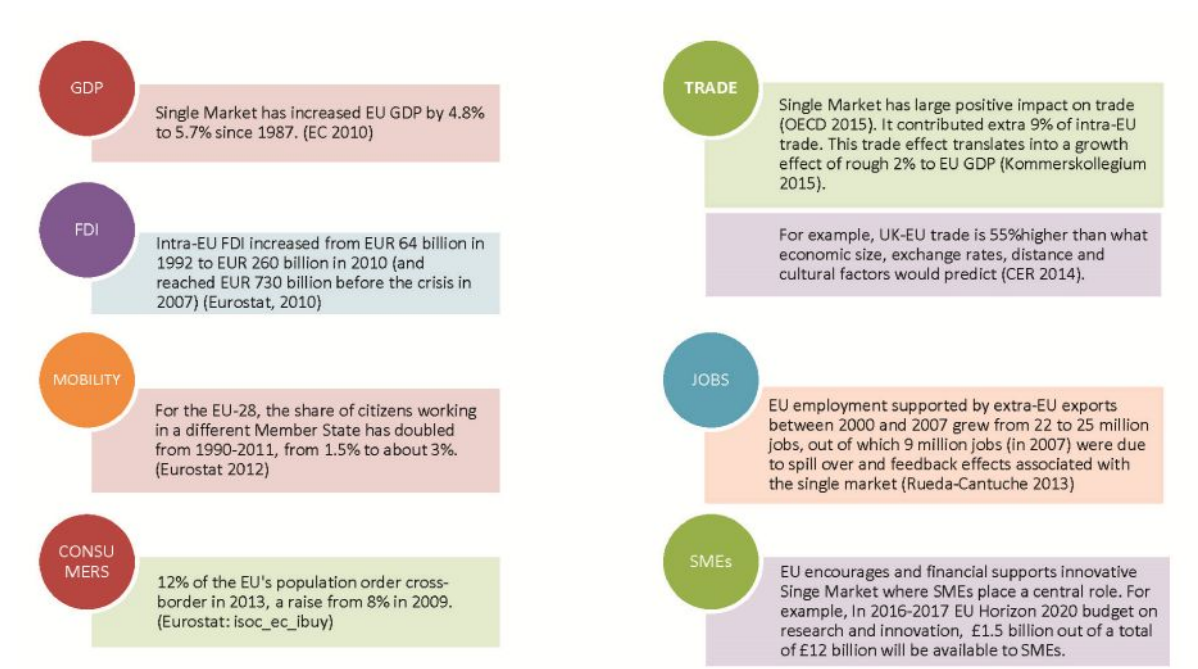 GDP
Single Market has increased EU GDP by 4.8%
to 5.7% since 1987. (EC 2010)
FDI
Intra-EU FDI increased from EUR 64 billion in
1992 to EUR 260 billion in 2010 (and
reached EUR 730 billion before the crisis in
2007) (Eurostat, 2010)
MOBILITY
For the EU-28, the share of citizens working
in a different Member State has doubled
from 1990-2011, from 1.5% to about 3%.
(Eurostat 2012)
CONSU
MERS
12% of the EU's population order cross-
border in 2013, a raise from 8% in 2009.
(Eurostat: isoc_ec_ibuy)
TRADE
Single Market has large positive impact on trade
(OECD 2015). It contributed extra 9% of intra-EU
trade. This trade effect translates into a growth
effect of rough 2% to EU GDP (Kommerskollegium
2015).
For example, UK-EU trade is 55%higher than what
economic size, exchange rates, distance and
cultural factors would predict (CER 2014).
JOBS
EU employment supported by extra-EU exports
between 2000 and 2007 grew from 22 to 25 million
jobs, out of which 9 million jobs (in 2007) were due
to spill over and feedback effects associated with
the single market (Rueda-Cantuche 2013)
SMEs
EU encourages and financial supports innovative
Singe Market where SMEs place a central role. For
example, In 2016-2017 EU Horizon 2020 budget on
research and innovation, £1.5 billion out of a total
of £12 billion will be available to SMEs.